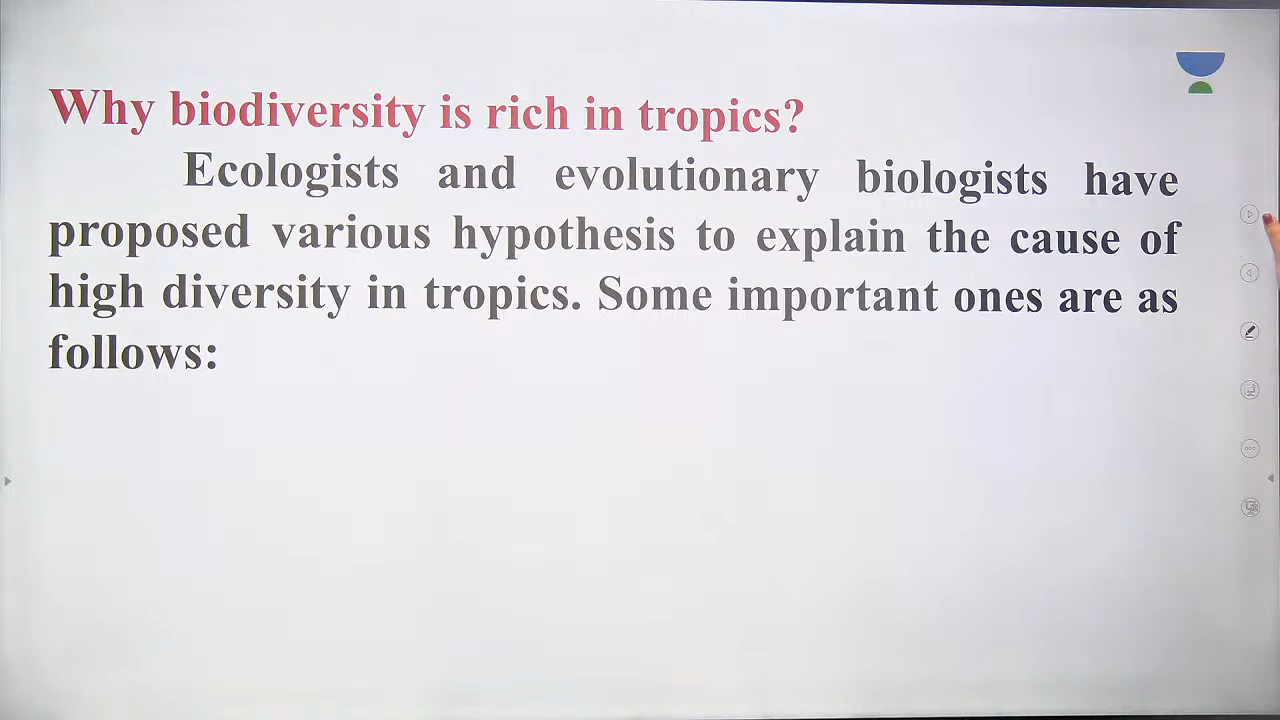 Why biodiversity is rich in tropics?
Ecologists and evolutionary biologists have
proposed various hypothesis to explain the cause of
high diversity in tropics. Some important ones are as
follows: